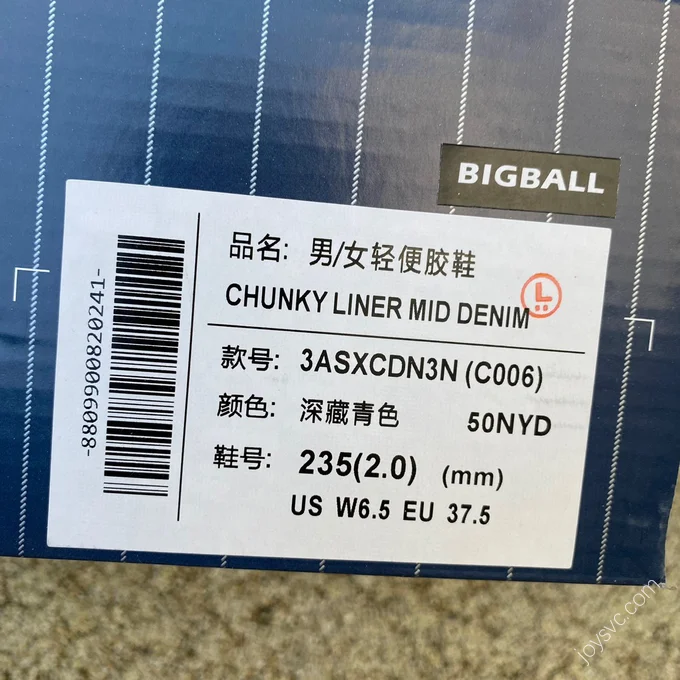 BIGBALL
品名: 男/女轻便胶鞋
CHUNKY LINER MID DENIM
L
款号: 3ASXCDN3N (C006)
颜色: 深藏青色 50NYD
鞋号: 235(2.0) (mm)
US W6.5 EU 37.5
-8809900820241-
joysvc.com